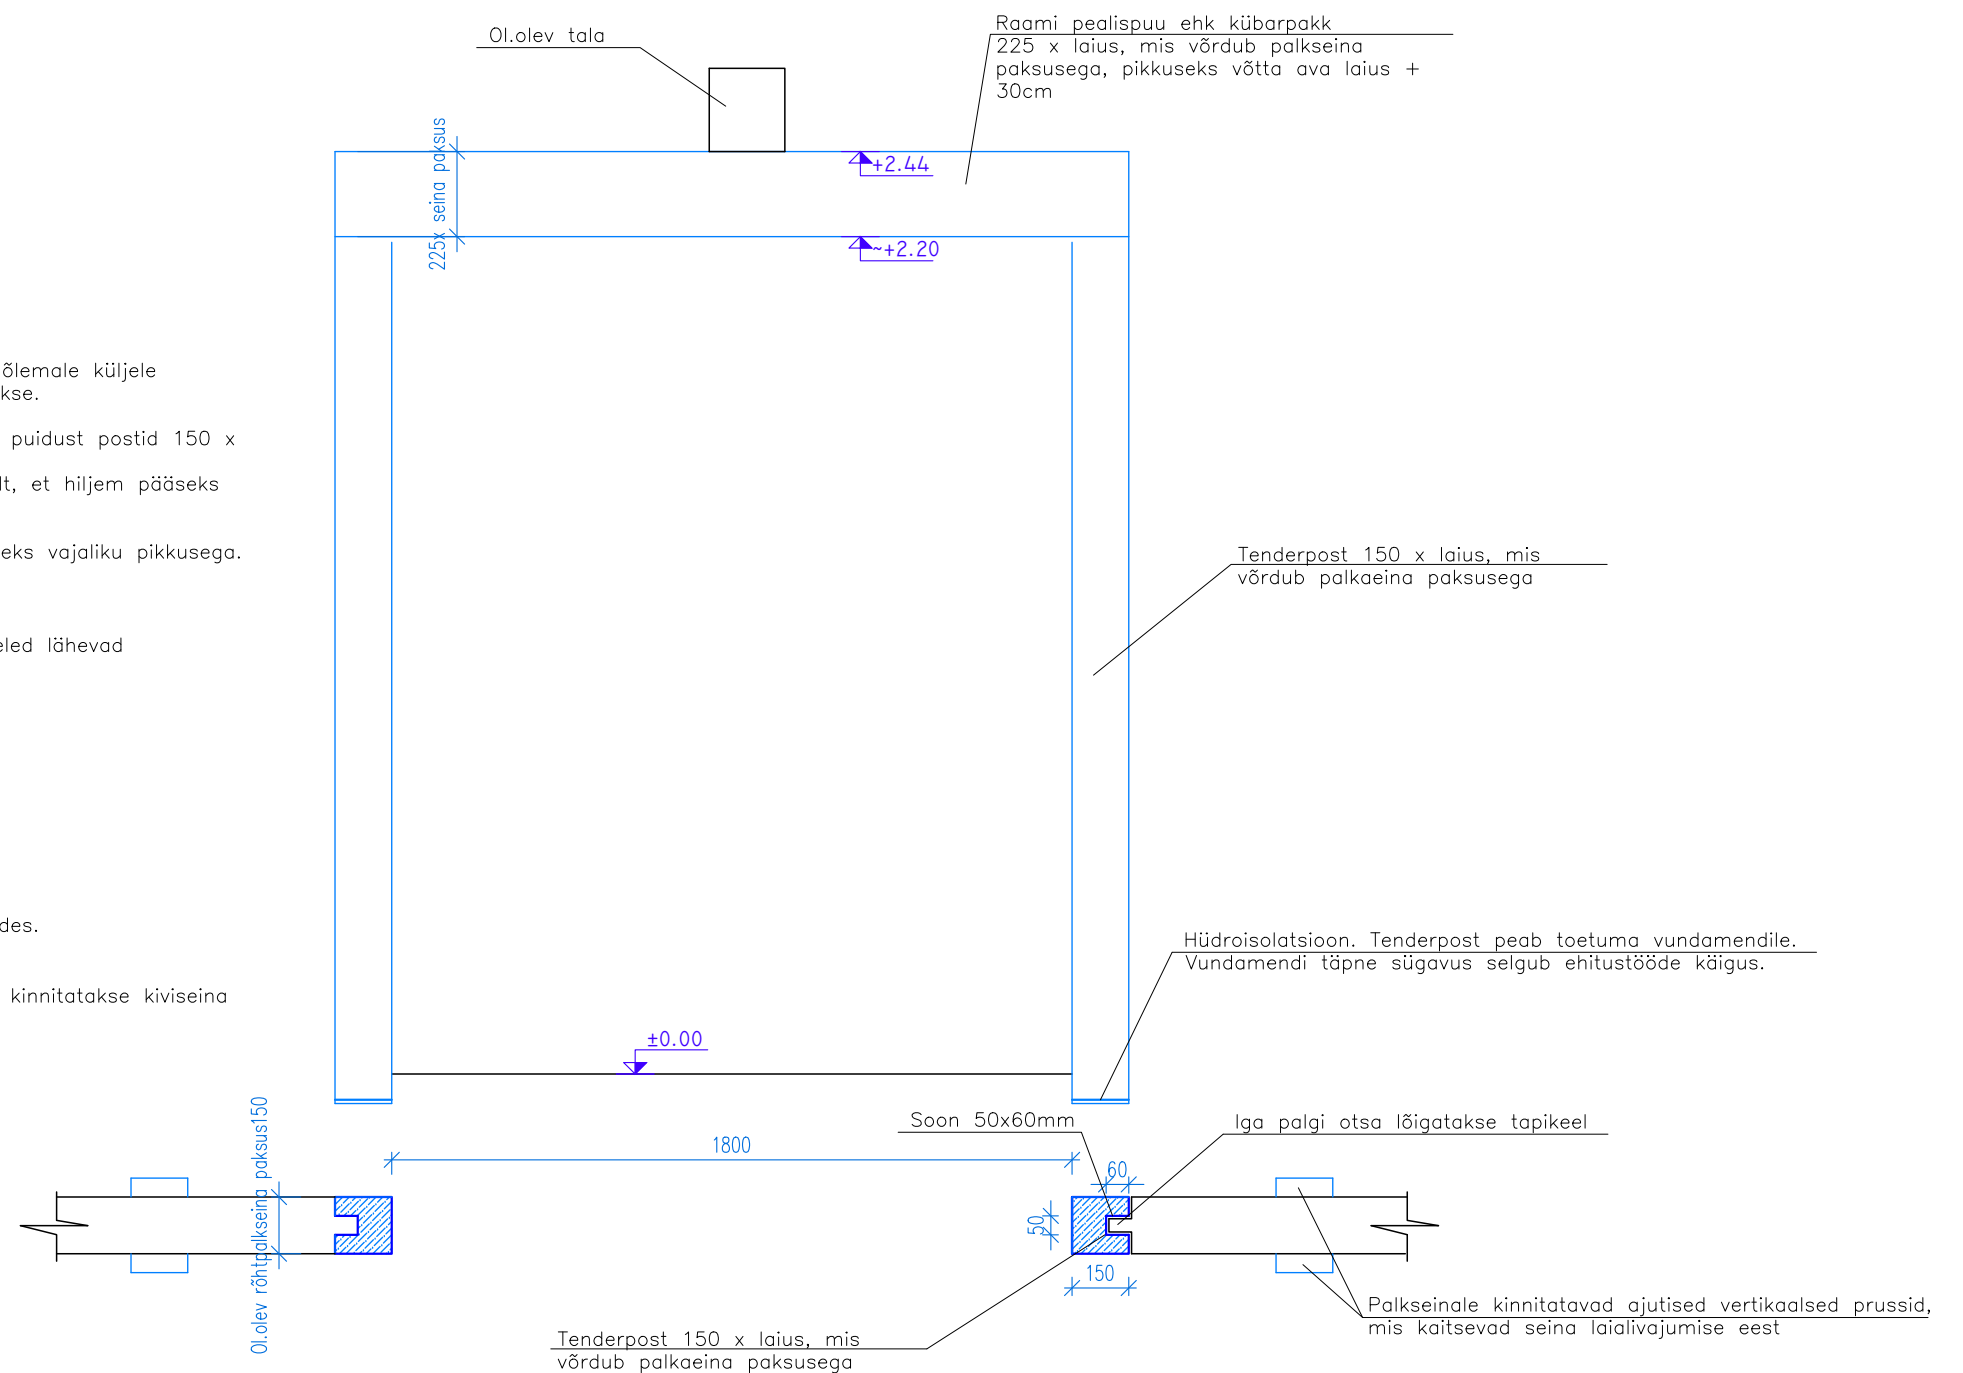 Ol.olev tala
Raami pealispuu ehk kübarpakk
225 x laius, mis võrdub palkseina
paksusega, pikkuseks võtta ava laius +
30cm
225x seina paksus
+2.44
~+2.20
õlemale küljele
kse.
puidust postid 150 x
lt, et hiljem pääseks
eks vajaliku pikkusega.
eled lähevad
des.
kinnitatakse kiviseina
Tenderpost 150 x laius, mis
võrdub palkaeina paksusega
Hüdroisolatsioon. Tenderpost peab toetuma vundamendile.
Vundamendi täpne sügavus selgub ehitustööde käigus.
±0.00
Soon 50x60mm
Iga palgi otsa lõigatakse tapikeel
1800
60
50
150
Ol.olev rõhtpalkseina paksus150
Palkseinale kinnitatavad ajutised vertikaalsed prussid,
mis kaitsevad seina laialivajumise eest
Tenderpost 150 x laius, mis
võrdub palkaeina paksusega